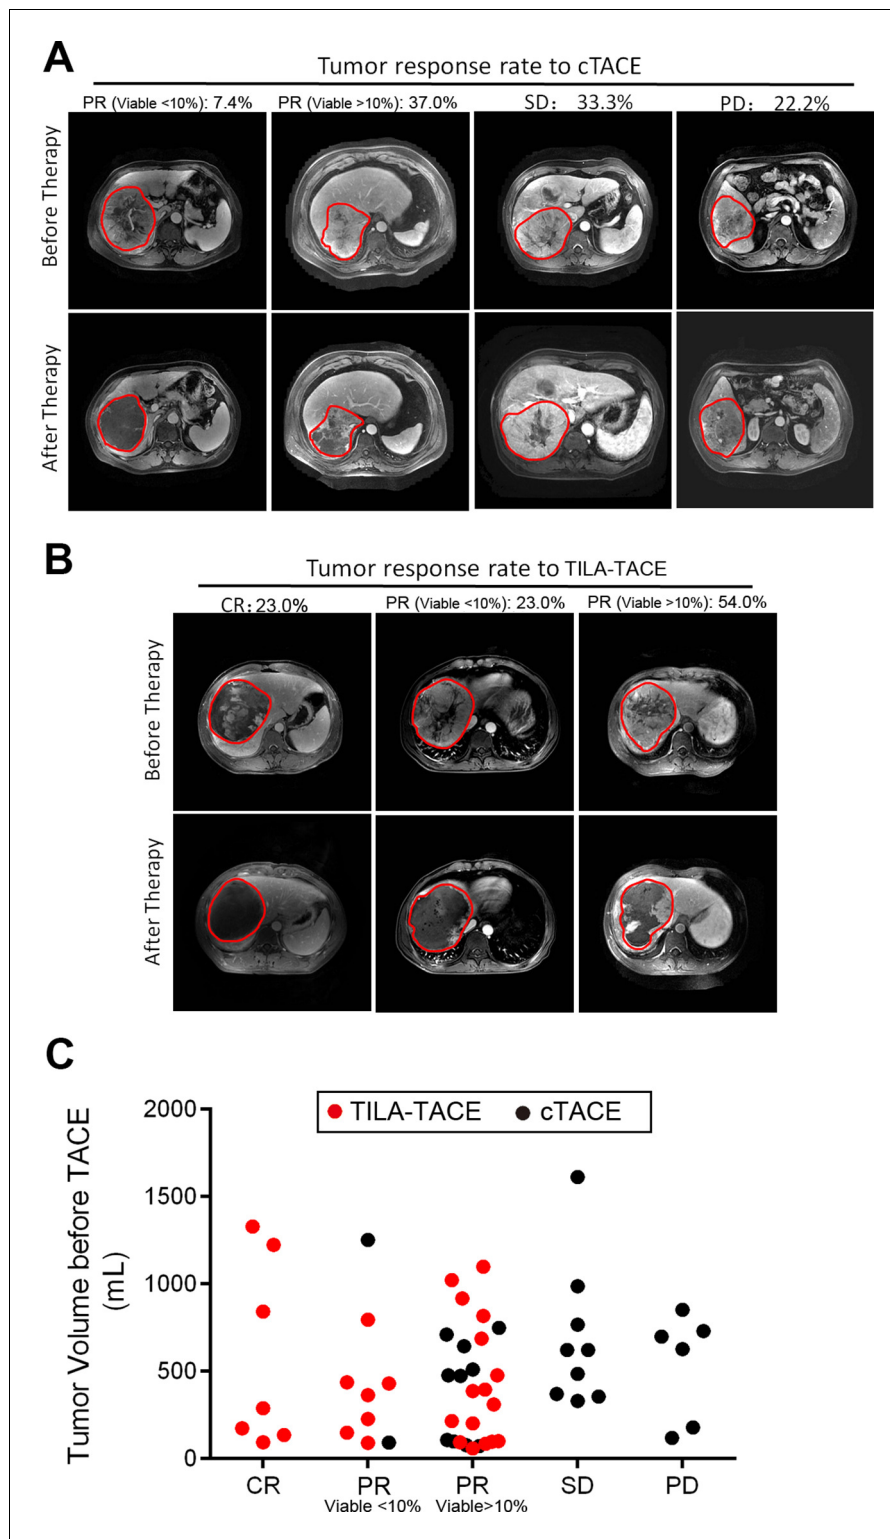 A
Tumor response rate to cTACE
PR (Viable <10%): 7.4%
PR (Viable >10%): 37.0%
SD: 33.3%
PD: 22.2%
Before Therapy
After Therapy
B
Tumor response rate to TILA-TACE
CR: 23.0%
PR (Viable <10%): 23.0%
PR (Viable >10%): 54.0%
Before Therapy
After Therapy
C
TILA-TACE
cTACE
Tumor Volume before TACE
(mL)
2000
1500
1000
500
0
CR
PR
Viable <10%
PR
Viable>10%
SD
PD